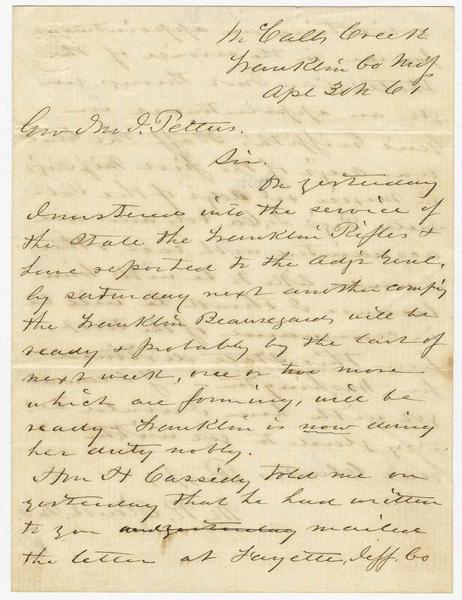 McCalls Creek
Franklin Co Miss
Apl 30th 61
Gov Jno J. Pettus.
Sir.
On yesterday
I mustered into the service of
the State the Franklin Rifles &
have reported to the Adjt Genl,
by saturday next another compy
the Franklin Beauregards will be
ready & probably by the last of
next week, one or two more
which are forming, will be
ready Franklin is now doing
her duty nobly.
Hon H Cassidy told me on
yesterday that he had written
to you and yesterday mailed
the letter at Fayette, Jeff. Co